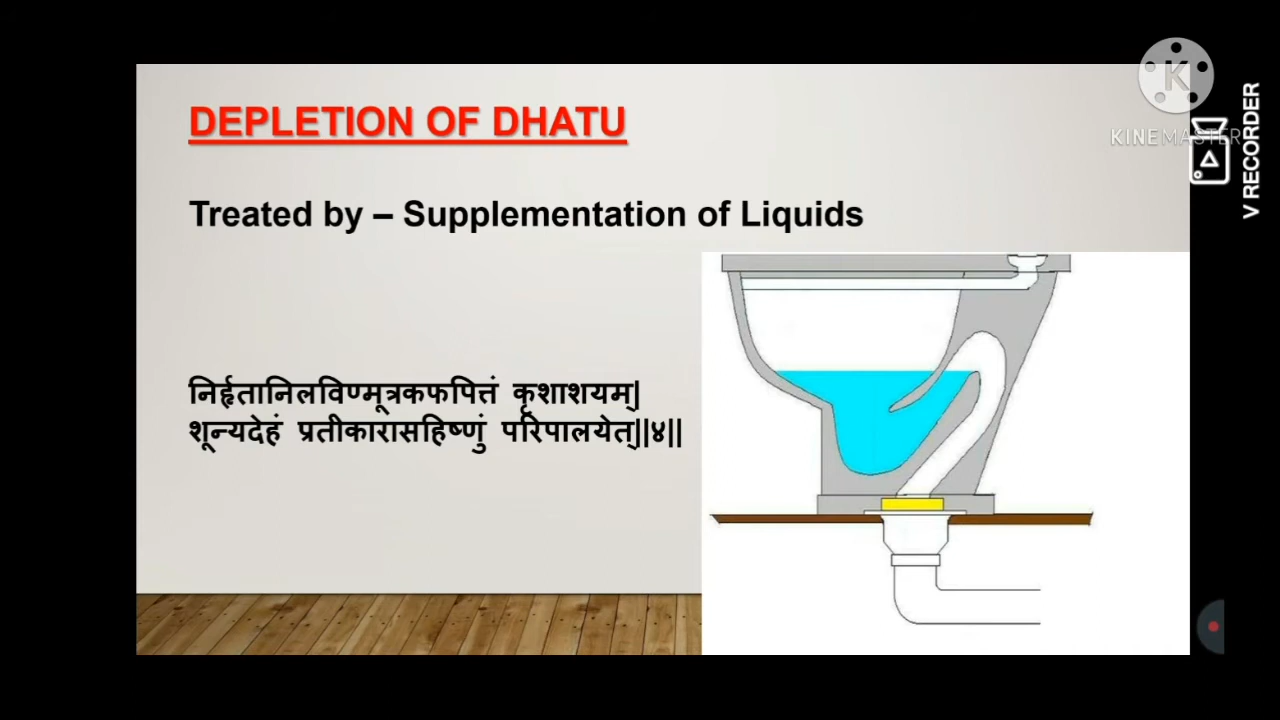 DEPLETION OF DHATU
Treated by – Supplementation of Liquids
निर्हृतानिलविण्मूत्रकफपित्तं कृशाशयम्|
शून्यदेहं प्रतीकारासहिष्णुं परिपालयेत्||४||
K
KINEMASTER
V RECORDER